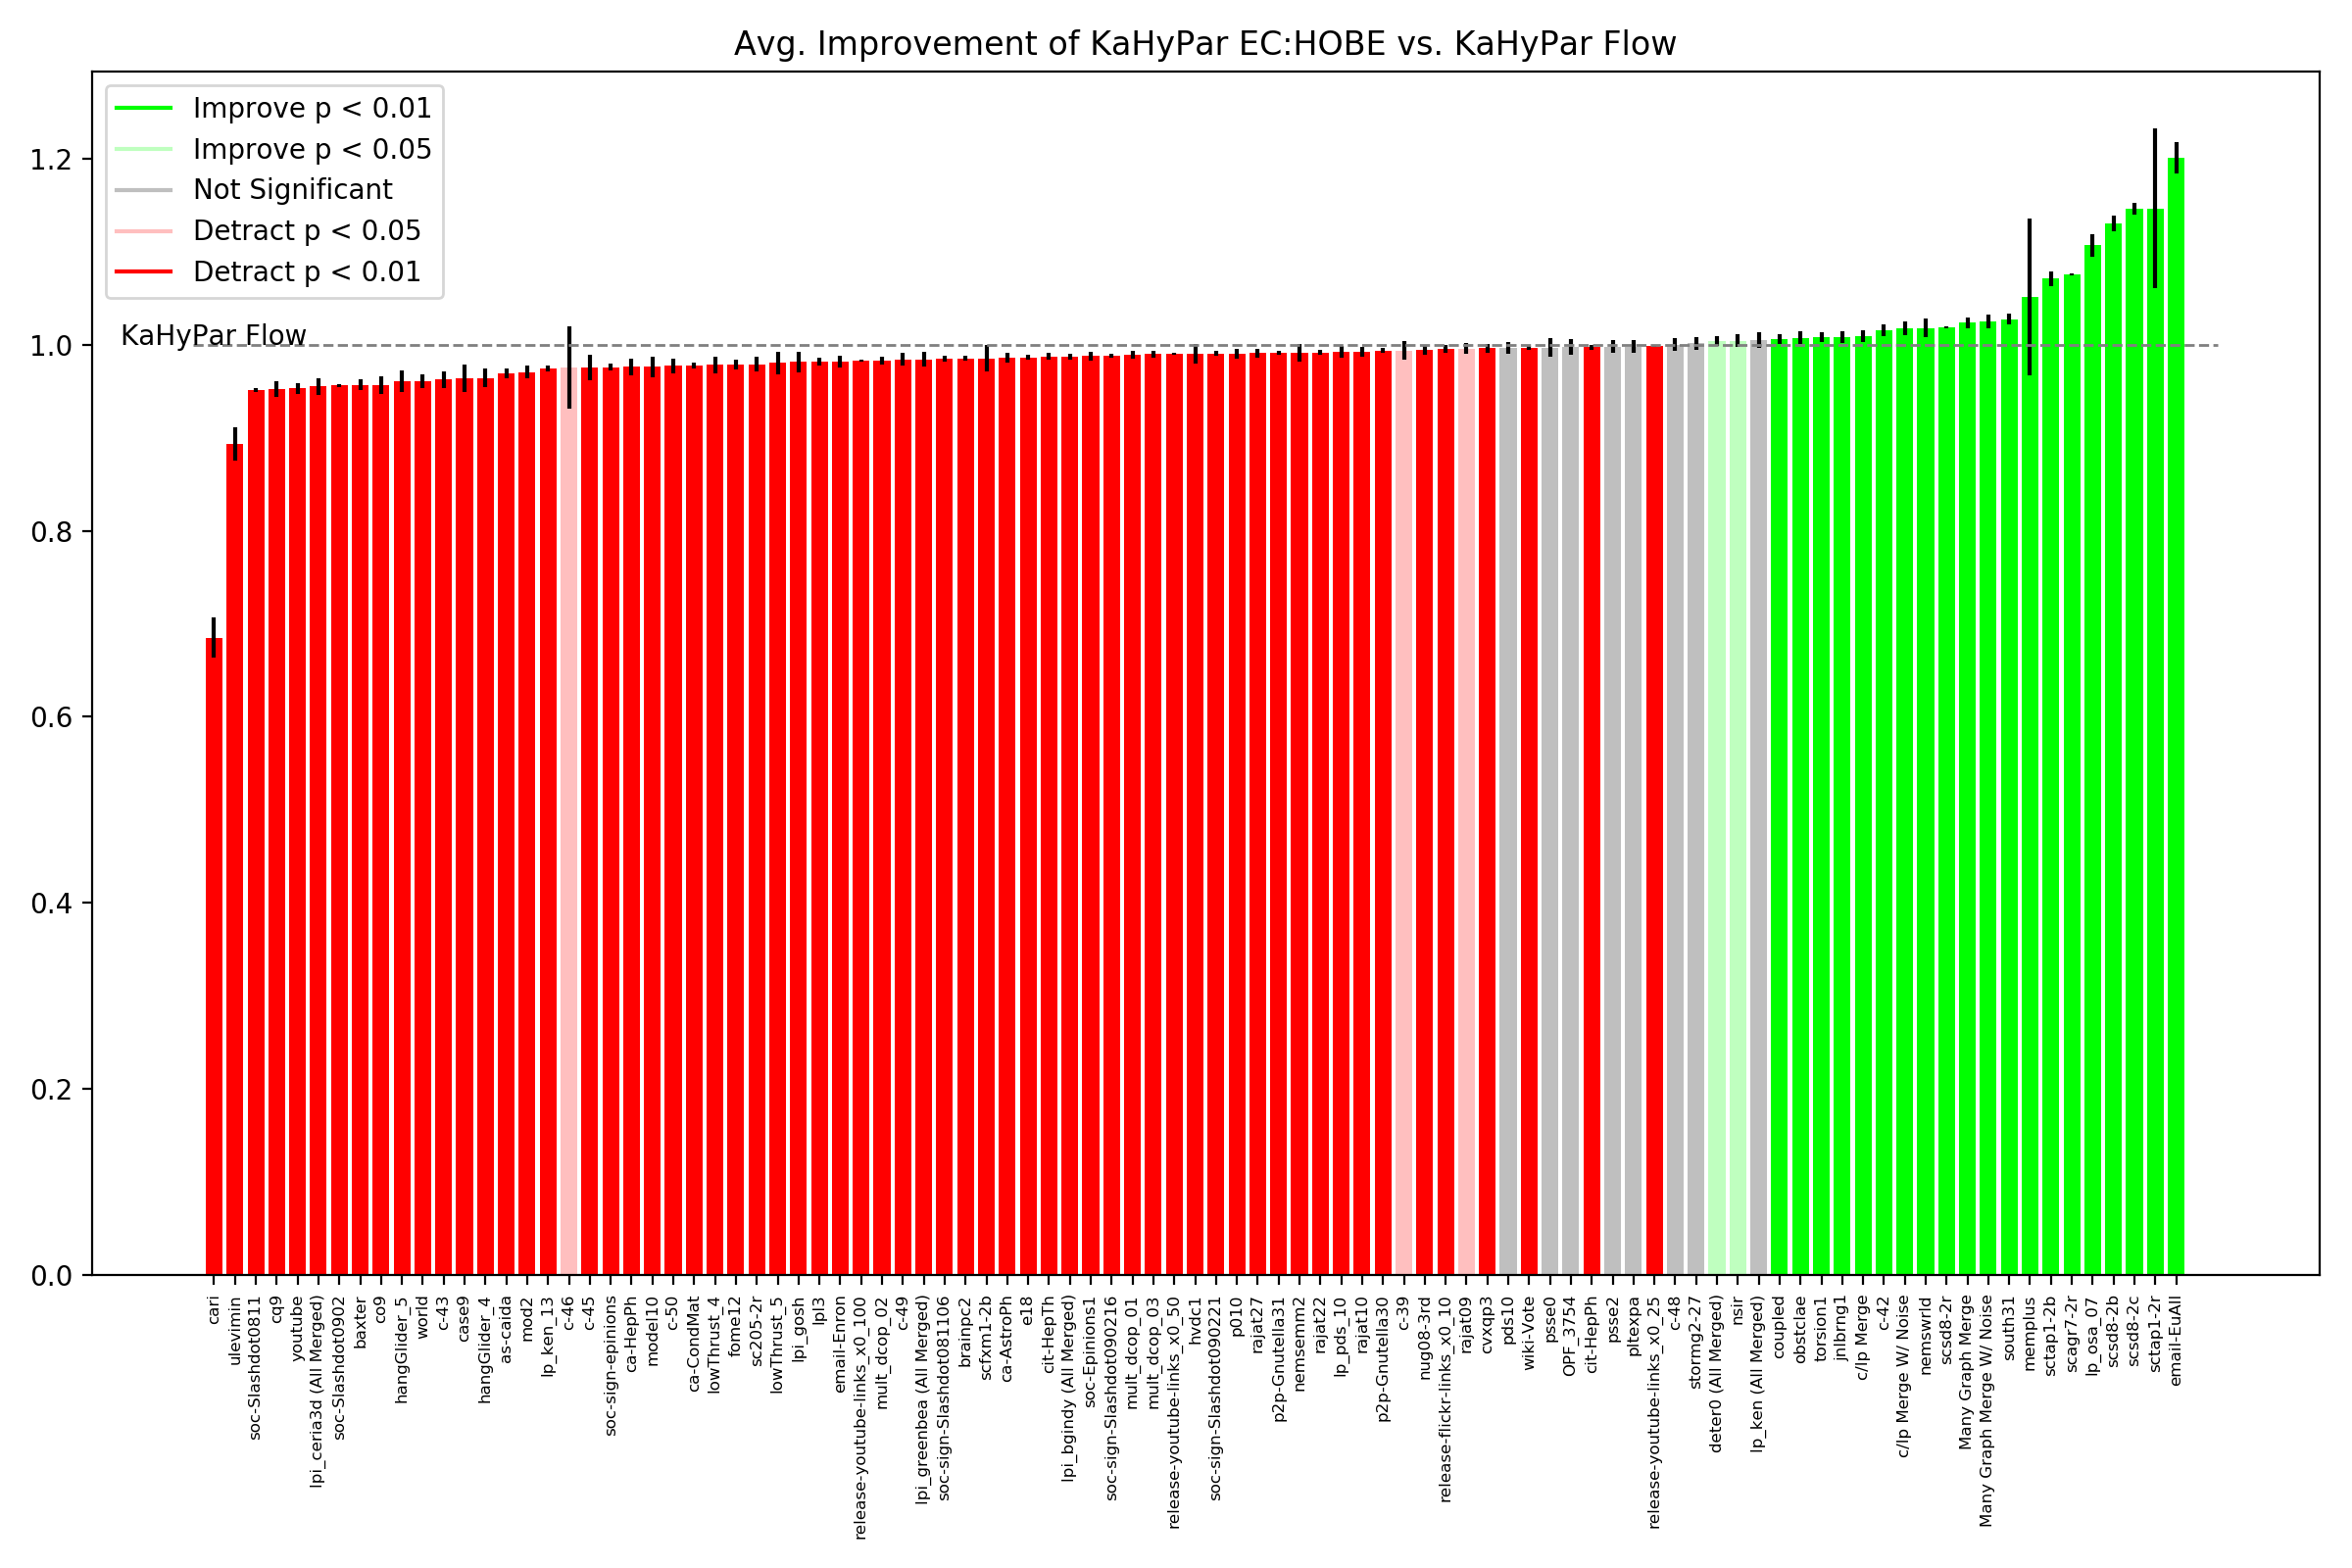 Avg. Improvement of KaHyPar EC:HOBE vs. KaHyPar Flow
Improve p < 0.01
Improve p < 0.05
Not Significant
Detract p < 0.05
Detract p < 0.01
KaHyPar Flow
1.2
1.0
0.8
0.6
0.4
0.2
0.0
cari
ulevimin
soc-Slashdot0811
cq9
youtube
lpi_ceria3d (All Merged)
soc-Slashdot0902
baxter
co9
hangGlider_5
world
c-43
case9
hangGlider_4
as-caida
mod2
lp_ken_13
c-46
c-45
soc-sign-epinions
ca-HepPh
model10
c-50
ca-CondMat
lowThrust_4
fome12
sc205-2r
lowThrust_5
lpi_gosh
lpl3
email-Enron
release-youtube-links_x0_100
mult_dcop_02
c-49
lpi_greenbea (All Merged)
soc-sign-Slashdot081106
brainpc2
scfxm1-2b
ca-AstroPh
e18
cit-HepTh
lpi_bgindy (All Merged)
soc-Epinions1
soc-sign-Slashdot090216
mult_dcop_01
mult_dcop_03
release-youtube-links_x0_50
hvdc1
soc-sign-Slashdot090221
p010
rajat27
p2p-Gnutella31
nemsemm2
rajat22
lp_pds_10
rajat10
p2p-Gnutella30
c-39
nug08-3rd
release-flickr-links_x0_10
rajat09
cvxqp3
pds10
wiki-Vote
psse0
OPF_3754
cit-HepPh
psse2
pltexpa
release-youtube-links_x0_25
c-48
stormg2-27
deter0 (All Merged)
nsir
lp_ken (All Merged)
coupled
obstclae
torsion1
jnlbrng1
c/lp Merge
c-42
c/lp Merge W/ Noise
nemswrld
scsd8-2r
Many Graph Merge
Many Graph Merge W/ Noise
south31
memplus
sctap1-2b
scagr7-2r
lp_osa_07
scsd8-2b
scsd8-2c
sctap1-2r
email-EuAll